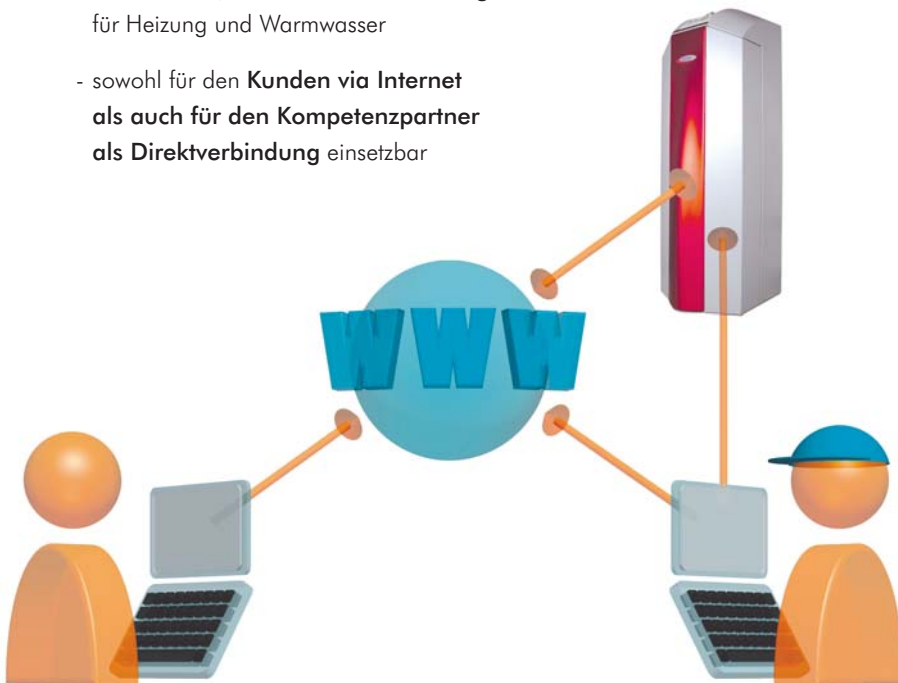 für Heizung und Warmwasser
- sowohl für den Kunden via Internet
als auch für den Kompetenzpartner
als Direktverbindung einsetzbar
WWW